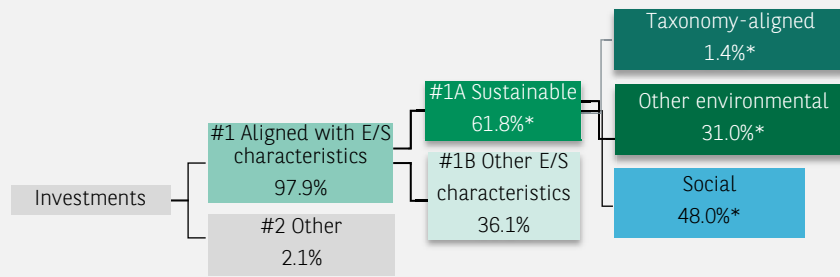 Investments
#1 Aligned with E/S
characteristics
97.9%
#2 Other
2.1%
#1A Sustainable
61.8%*
#1B Other E/S
characteristics
36.1%
Taxonomy-aligned
1.4%*
Other environmental
31.0%*
Social
48.0%*